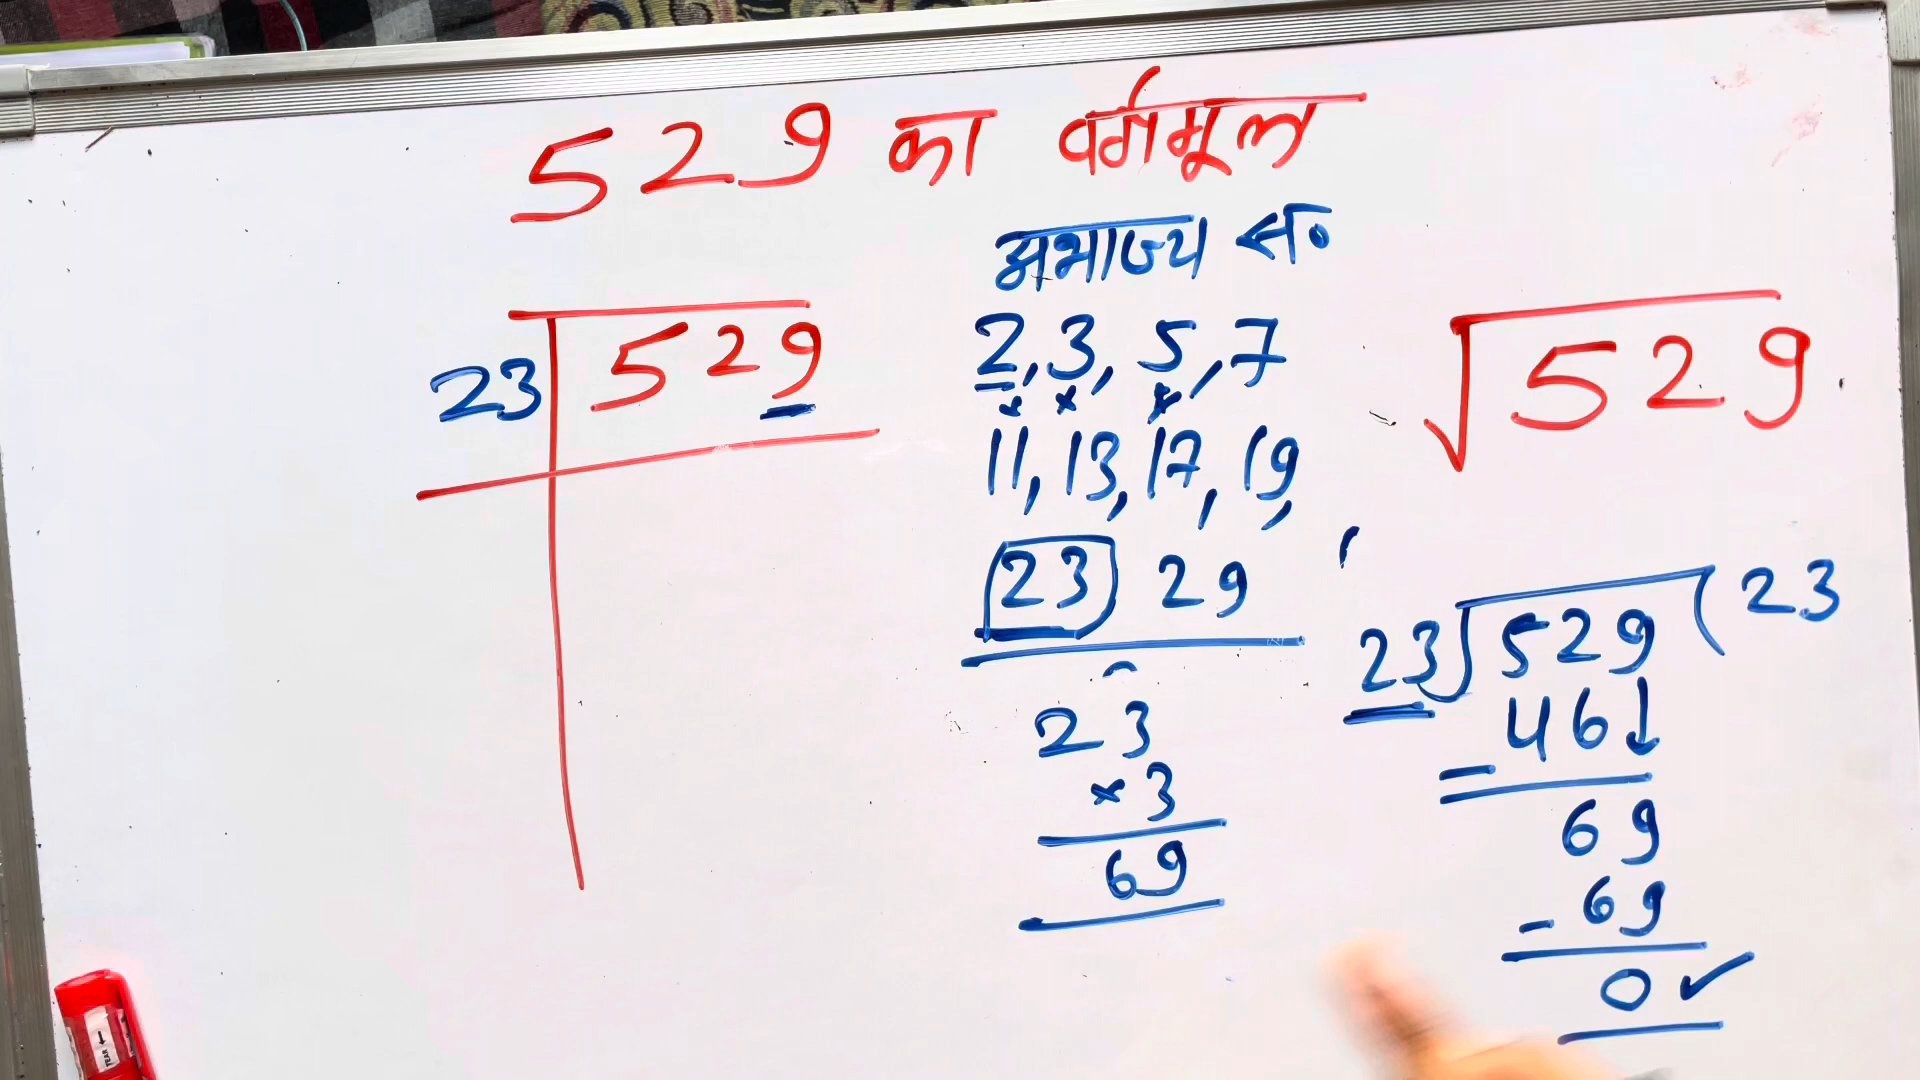 529 का वर्गमूल
अभाज्य सं०
23 529
2, 3, 5, 7
× × ×
11, 13, 17, 19,
23 29
23
×3
69
√529
23 529 ( 23
46↓
-
69
- 69
0 ✓